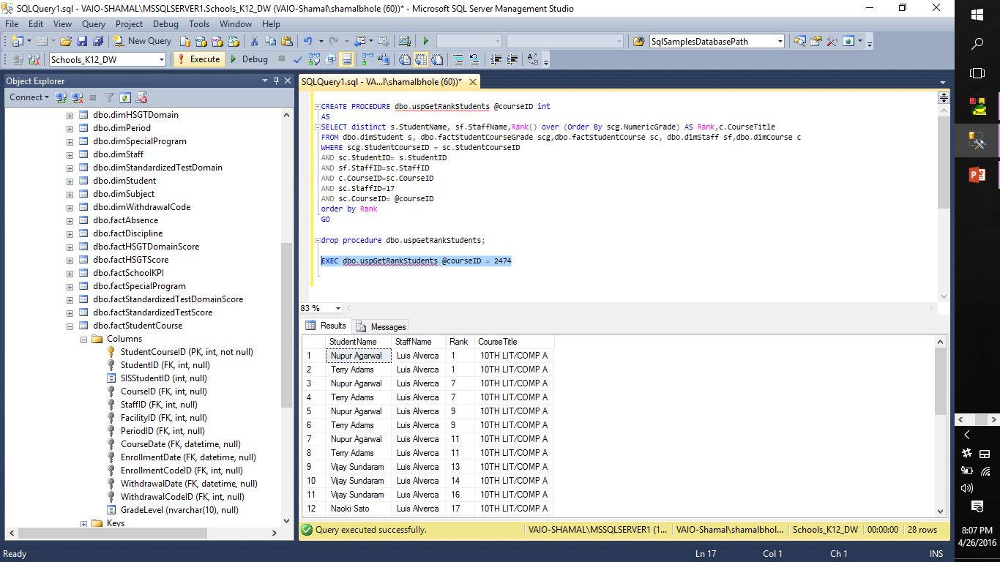 SQLQuery1.sql - VAIO-SHAMAL\MSSQLSERVER1.Schools_K12_DW (VAIO-Shamal\shamalbhole (60))* - Microsoft SQL Server Management Studio
File Edit View Query Project Debug Tools Window Help
New Query
SqlSamplesDatabasePath
Schools_K12_DW
Execute
Debug
Object Explorer
Connect
dbo.dimHSGTDomain
dbo.dimPeriod
dbo.dimSpecialProgram
dbo.dimStaff
dbo.dimStandardizedTestDomain
dbo.dimStudent
dbo.dimSubject
dbo.dimWithdrawalCode
dbo.factAbsence
dbo.factDiscipline
dbo.factHSGTDomainScore
dbo.factHSGTScore
dbo.factSchoolKPI
dbo.factSpecialProgram
dbo.factStandardizedTestDomainScore
dbo.factStandardizedTestScore
dbo.factStudentCourse
Columns
StudentCourseID (PK, int, not null)
StudentID (FK, int, null)
SISStudentID (int, null)
CourseID (FK, int, null)
StaffID (FK, int, null)
FacilityID (FK, int, null)
PeriodID (FK, int, null)
CourseDate (FK, datetime, null)
EnrollmentDate (FK, datetime, null)
EnrollmentCodeID (FK, int, null)
WithdrawalDate (FK, datetime, null)
WithdrawalCodeID (FK, int, null)
GradeLevel (nvarchar(10), null)
Keys
SQLQuery1.sql - VA...l\shamalbhole (60))*
CREATE PROCEDURE dbo.uspGetRankStudents @courseID int
AS
SELECT distinct s.StudentName, sf.StaffName,Rank() over (Order By scg.NumericGrade) AS Rank,c.CourseTitle
FROM dbo.dimStudent s, dbo.factStudentCourseGrade scg,dbo.factStudentCourse sc, dbo.dimStaff sf,dbo.dimCourse c
WHERE scg.StudentCourseID = sc.StudentCourseID
AND sc.StudentID= s.StudentID
AND sf.StaffID=sc.StaffID
AND c.CourseID=sc.CourseID
AND sc.StaffID=17
AND sc.CourseID= @courseID
order by Rank
GO
drop procedure dbo.uspGetRankStudents;
EXEC dbo.uspGetRankStudents @courseID = 2474
83 %
Results Messages
StudentName StaffName Rank CourseTitle
1 Nupur Agarwal Luis Alverca 1 10TH LIT/COMP A
2 Terry Adams Luis Alverca 1 10TH LIT/COMP A
3 Nupur Agarwal Luis Alverca 7 10TH LIT/COMP A
4 Terry Adams Luis Alverca 7 10TH LIT/COMP A
5 Nupur Agarwal Luis Alverca 9 10TH LIT/COMP A
6 Terry Adams Luis Alverca 9 10TH LIT/COMP A
7 Nupur Agarwal Luis Alverca 11 10TH LIT/COMP A
8 Terry Adams Luis Alverca 11 10TH LIT/COMP A
9 Vijay Sundaram Luis Alverca 13 10TH LIT/COMP A
10 Vijay Sundaram Luis Alverca 14 10TH LIT/COMP A
11 Vijay Sundaram Luis Alverca 16 10TH LIT/COMP A
12 Naoki Sato Luis Alverca 17 10TH LIT/COMP A
Query executed successfully. VAIO-SHAMAL\MSSQLSERVER1 (1... VAIO-Shamal\shamalbhol... Schools_K12_DW 00:00:00 28 rows
Ready Ln 17 Col 1 Ch 1 INS
8:07 PM
4/26/2016